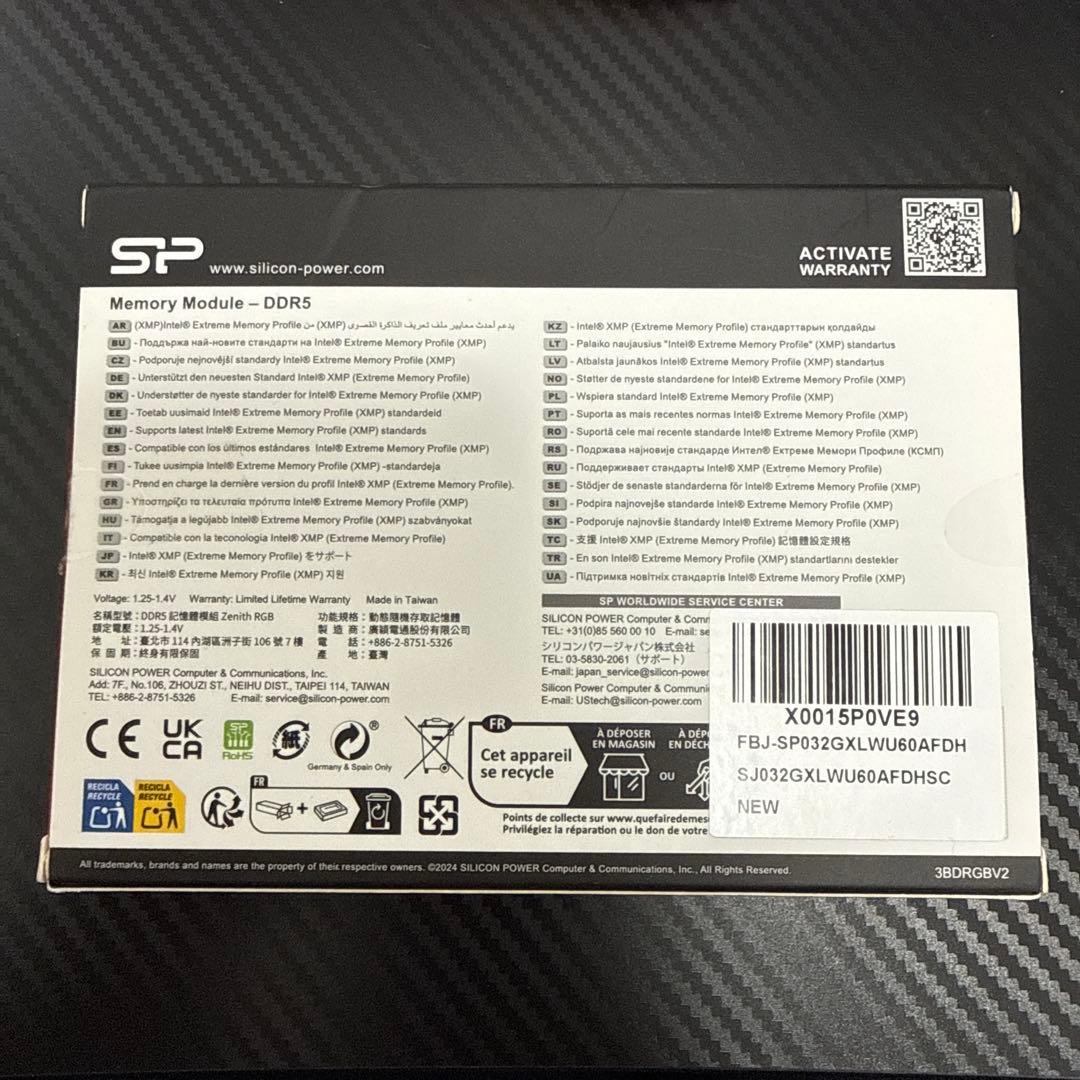 SP www.silicon-power.com
ACTIVATE
WARRANTY
Memory Module – DDR5
AR (XMP)Intel® Extreme Memory Profile من (XMP) يدعم أحدث معايير ملف تعريف الذاكرة القصوى
BU - Поддържа най-новите стандарти на Intel® Extreme Memory Profile (XMP)
CZ - Podporuje nejnovější standardy Intel® Extreme Memory Profile (XMP)
DE - Unterstützt den neuesten Standard Intel® XMP (Extreme Memory Profile)
DK - Understøtter de nyeste standarder for Intel® Extreme Memory Profile (XMP)
EE - Toetab uusimaid Intel® Extreme Memory Profile (XMP) standardeid
EN - Supports latest Intel® Extreme Memory Profile (XMP) standards
ES - Compatible con los últimos estándares Intel® Extreme Memory Profile (XMP)
FI - Tukee uusimpia Intel® Extreme Memory Profile (XMP) -standardeja
FR - Prend en charge la dernière version du profil Intel® XMP (Extreme Memory Profile).
GR - Υποστηρίζει τα τελευταία πρότυπα Intel® Extreme Memory Profile (XMP)
HU - Támogatja a legújabb Intel® Extreme Memory Profile (XMP) szabványokat
IT - Compatible con la teconologia Intel® XMP (Extreme Memory Profile)
JP - Intel® XMP (Extreme Memory Profile) をサポート
KR - 최신 Intel® Extreme Memory Profile (XMP) 지원
KZ - Intel® XMP (Extreme Memory Profile) стандарттарын қолдайды
LT - Palaiko naujausius "Intel® Extreme Memory Profile" (XMP) standartus
LV - Atbalsta jaunākos Intel® Extreme Memory Profile (XMP) standartus
NO - Støtter de nyeste standardene for Intel® Extreme Memory Profile (XMP)
PL - Wspiera standard Intel® Extreme Memory Profile (XMP)
PT - Suporta as mais recentes normas Intel® Extreme Memory Profile (XMP)
RO - Suportă cele mai recente standarde Intel® Extreme Memory Profile (XMP)
RS - Подржава најновије стандарде Интел® Екстреме Мемори Профиле (КСМП)
RU - Поддерживает стандарты Intel® XMP (Extreme Memory Profile)
SE - Stödjer de senaste standarderna för Intel® Extreme Memory Profile (XMP)
SI - Podpira najnovejše standarde Intel® Extreme Memory Profile (XMP)
SK - Podporuje najnovšie štandardy Intel® Extreme Memory Profile (XMP)
TC - 支援 Intel® XMP (Extreme Memory Profile) 記憶體設定規格
TR - En son Intel® Extreme Memory Profile (XMP) standartlarını destekler
UA - Підтримка новітніх стандартів Intel® Extreme Memory Profile (XMP)
Voltage: 1.25-1.4V Warranty: Limited Lifetime Warranty Made in Taiwan
名稱型號：DDR5 記憶體模組 Zenith RGB 功能規格：動態隨機存取記憶體
額定電壓：1.25-1.4V 製 造 商：廣穎電通股份有限公司
地 址：臺北市 114 內湖區洲子街 106 號 7 樓 電 話：+886-2-8751-5326
保 固 期：終身有限保固 產 地：臺灣
SILICON POWER Computer & Communications, Inc.
Add: 7F., No.106, ZHOUZI ST., NEIHU DIST., TAIPEI 114, TAIWAN
TEL: +886-2-8751-5326 E-mail: service@silicon-power.com
SP WORLDWIDE SERVICE CENTER
SILICON POWER Computer & Comm
TEL: +31(0)85 560 00 10 E-mail: se
シリコンパワージャパン株式会社
TEL: 03-5830-2061（サポート）
E-mail: japan_service@silicon-power
Silicon Power Computer & Communi
E-mail: UStech@silicon-power.com
X0015P0VE9
FBJ-SP032GXLWU60AFDH
SJ032GXLWU60AFDHSC
NEW
CE
UK
CA
SP
RoHS
紙
®
Germany & Spain Only
FR
Cet appareil
se recycle
À DÉPOSER
EN MAGASIN
OU
À DÉP
EN DÉCH
RECICLA
RECYCLE
RECICLA
RECYCLE
FR
+
Points de collecte sur www.quefairedemes
Privilégiez la réparation ou le don de votre
All trademarks, brands and names are the property of their respective owners. ©2024 SILICON POWER Computer & Communications, Inc., All Rights Reserved.
3BDRGBV2